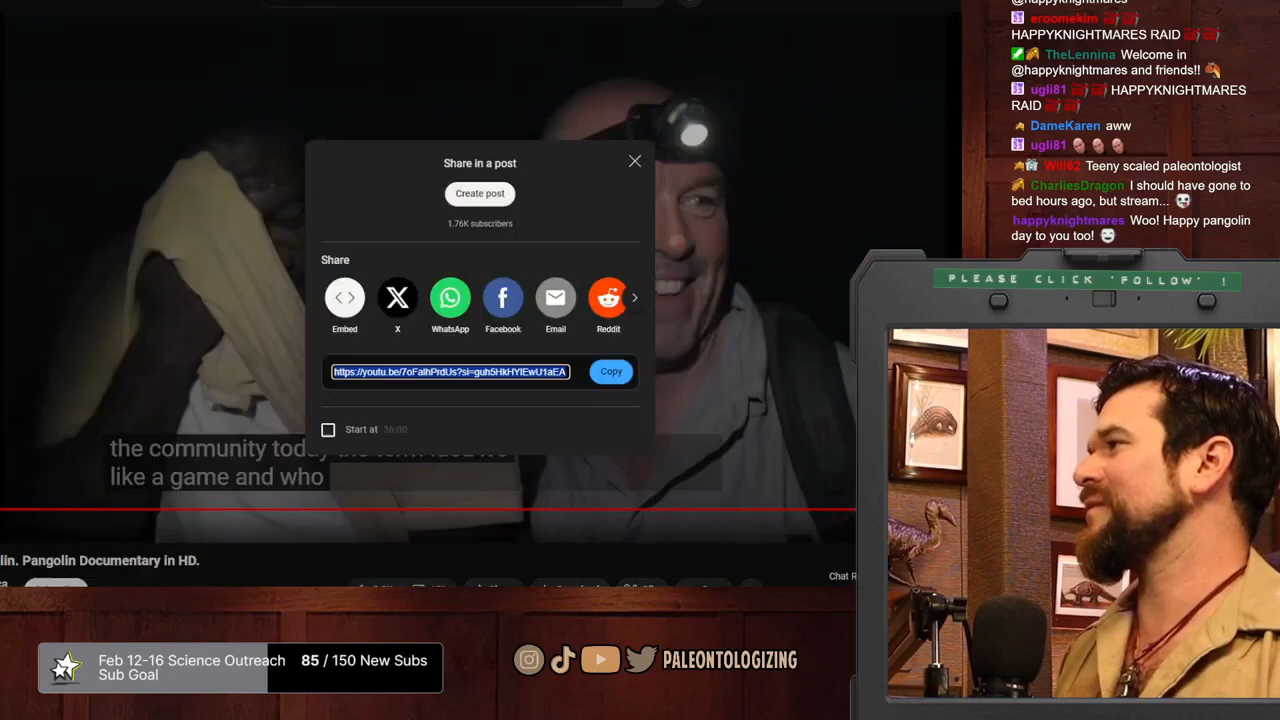 @happyknightmares
eroomekim
HAPPYKNIGHTMARES RAID
TheLennina Welcome in
@happyknightmares and friends!!
ugli81 HAPPYKNIGHTMARES
RAID
DameKaren aww
ugli81
Will62 Teeny scaled paleontologist
CharliesDragon I should have gone to
bed hours ago, but stream...
happyknightmares Woo! Happy pangolin
day to you too!
PLEASE CLICK 'FOLLOW' !
Share in a post
Create post
1.76K subscribers
Share
Embed
X
WhatsApp
Facebook
Email
Reddit
Copy
Start at 36:00
the community today
like a game and who
lin. Pangolin Documentary in HD.
Chat R
Feb 12-16 Science Outreach
Sub Goal
85 / 150 New Subs
PALEONTOLOGIZING